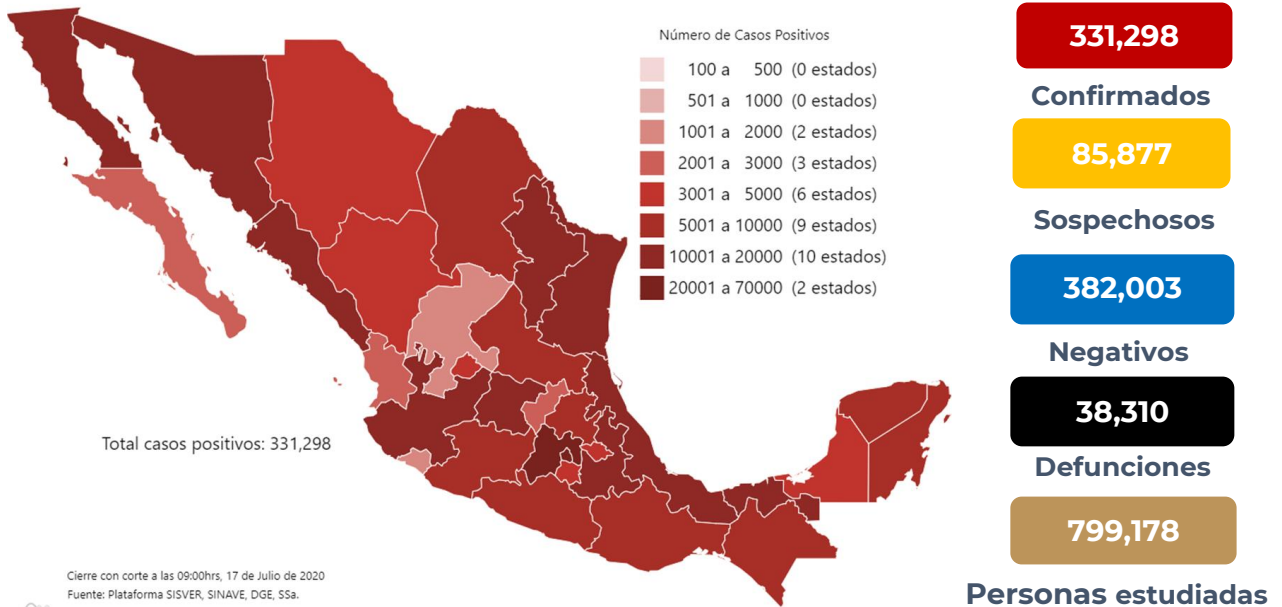 Número de Casos Positivos
100 a 500 (0 estados)
501 a 1000 (0 estados)
1001 a 2000 (2 estados)
2001 a 3000 (3 estados)
3001 a 5000 (6 estados)
5001 a 10000 (9 estados)
10001 a 20000 (10 estados)
20001 a 70000 (2 estados)
Total casos positivos: 331,298
Cierre con corte a las 09:00hrs, 17 de Julio de 2020
Fuente: Plataforma SISVER, SINAVE, DGE, SSa.
331,298
Confirmados
85,877
Sospechosos
382,003
Negativos
38,310
Defunciones
799,178
Personas estudiadas